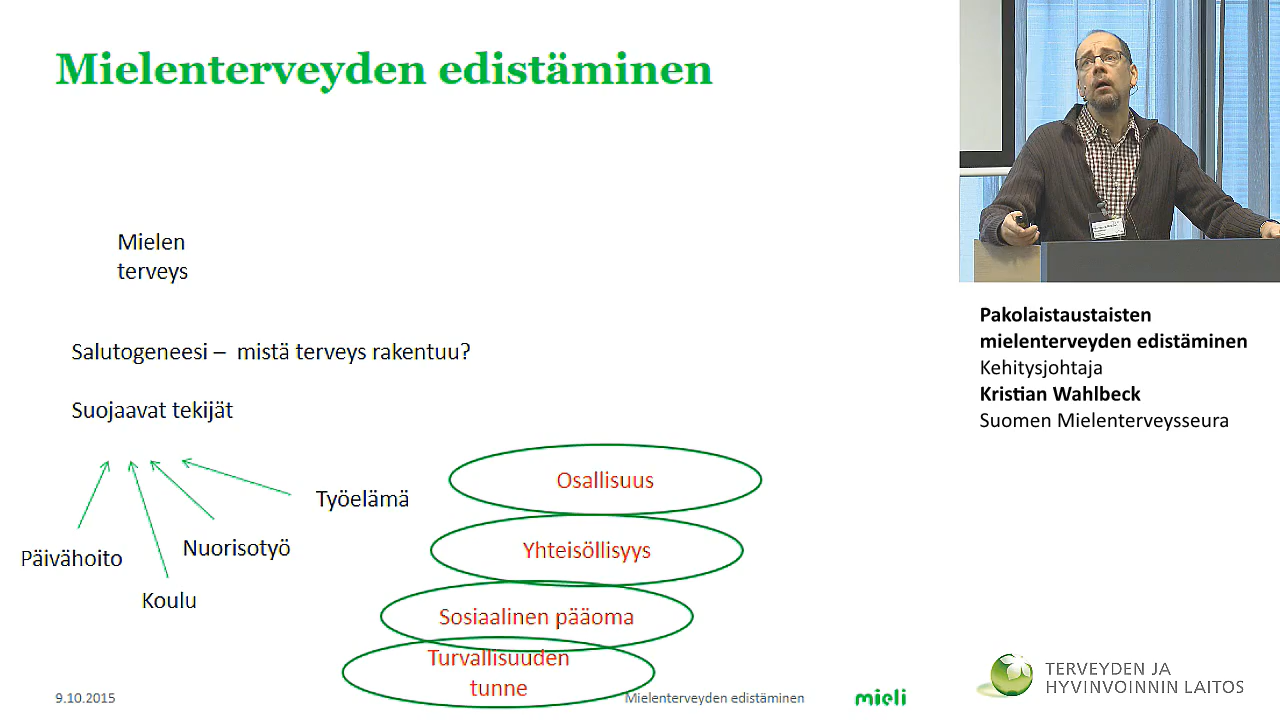 Mielenterveyden edistäminen
Mielen
terveys
Salutogeneesi – mistä terveys rakentuu?
Suojaavat tekijät
Työelämä
Nuorisotyö
Päivähoito
Koulu
Osallisuus
Yhteisöllisyys
Sosiaalinen pääoma
Turvallisuuden
tunne
9.10.2015
Mielenterveyden edistäminen
mieli
Pakolaistaustaisten
mielenterveyden edistäminen
Kehitysjohtaja
Kristian Wahlbeck
Suomen Mielenterveysseura
TERVEYDEN JA
HYVINVOINNIN LAITOS